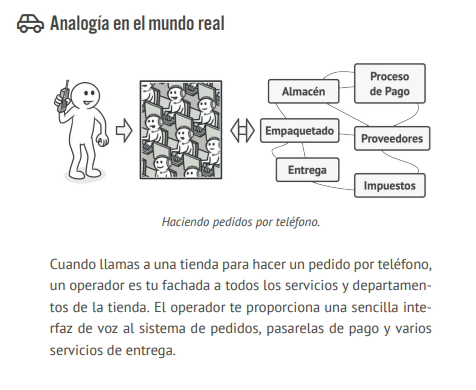 Analogía en el mundo real
Almacén
Proceso
de Pago
Empaquetado
Proveedores
Entrega
Impuestos
Haciendo pedidos por teléfono.
Cuando llamas a una tienda para hacer un pedido por teléfono,
un operador es tu fachada a todos los servicios y departamen-
tos de la tienda. El operador te proporciona una sencilla inte-
rfaz de voz al sistema de pedidos, pasarelas de pago y varios
servicios de entrega.